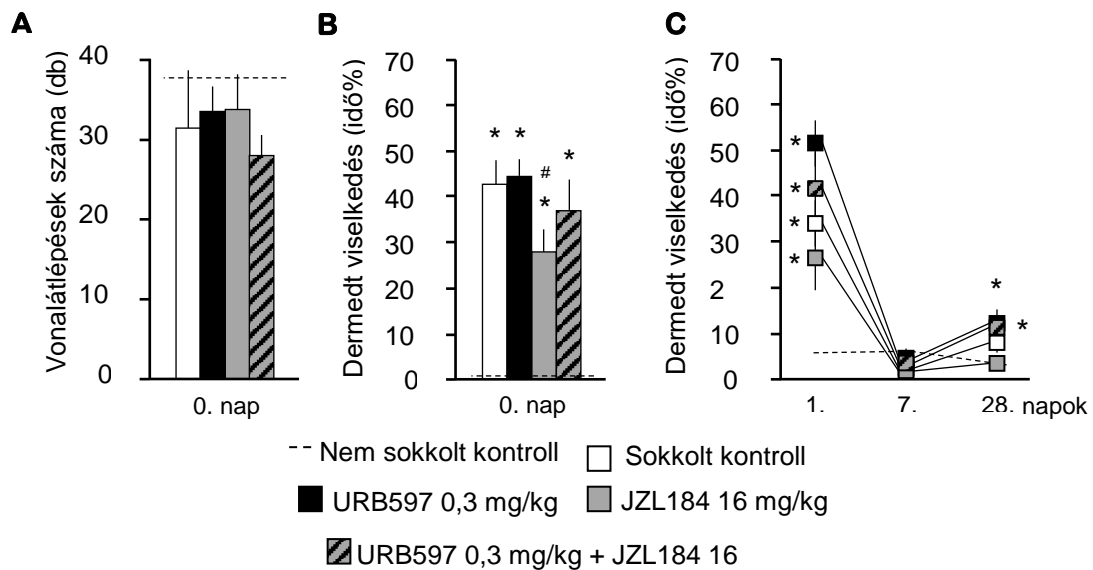 A
Vonalátlépések száma (db)
40
30
20
10
0
0. nap
B
Dermedt viselkedés (idő%)
70
60
50
40
30
20
10
0
* * # * *
0. nap
C
Dermedt viselkedés (idő%)
70
60
50
40
30
2
10
0
*
*
*
*
*
*
1. 7. 28. napok
Nem sokkolt kontroll
Sokkolt kontroll
URB597 0,3 mg/kg
JZL184 16 mg/kg
URB597 0,3 mg/kg + JZL184 16